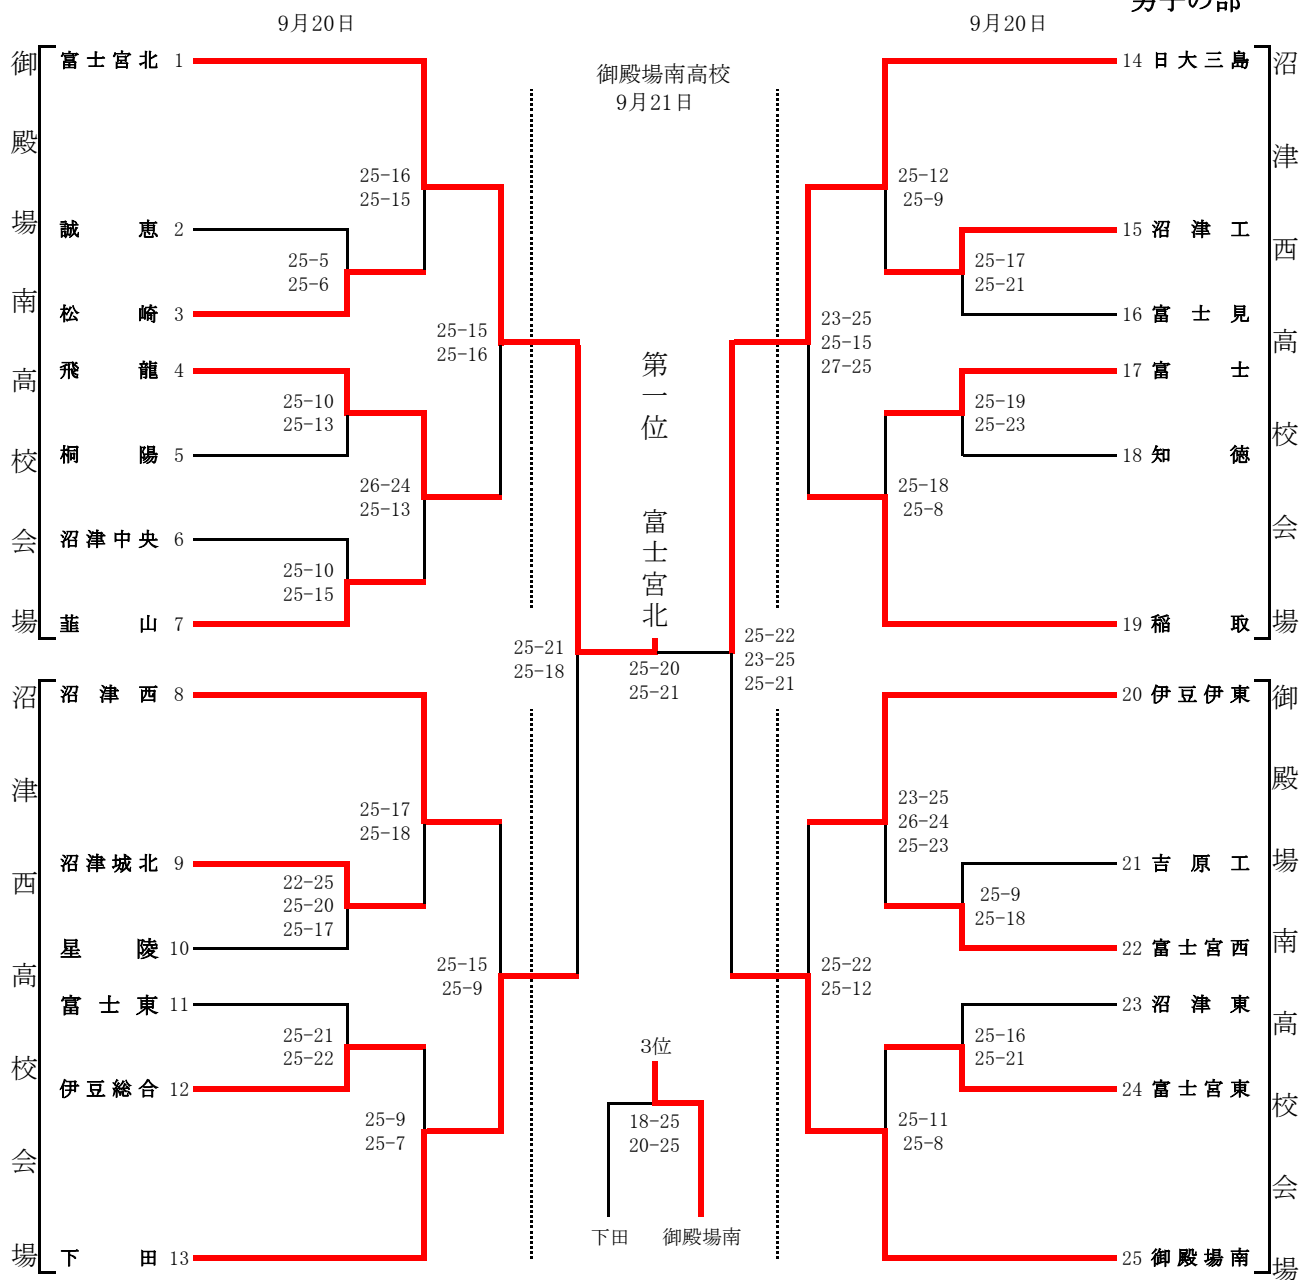 男子の部
9月20日
9月20日
御殿場南高校
9月21日
御殿場南高校会場
富士宮北 1
25-16
25-15
誠恵 2
25-5
25-6
松崎 3
25-15
25-16
飛龍 4
25-10
25-13
桐陽 5
26-24
25-13
沼津中央 6
25-10
25-15
韮山 7
25-21
25-18
沼津西高校会場
沼津西 8
25-17
25-18
沼津城北 9
22-25
25-20
25-17
星陵 10
25-15
25-9
富士東 11
25-21
25-22
伊豆総合 12
25-9
25-7
下田 13
第一位 富士宮北
25-20
25-21
3位
18-25
20-25
下田 御殿場南
沼津西高校会場
14 日大三島
25-12
25-9
15 沼津工
25-17
25-21
16 富士見
23-25
25-15
27-25
17 富士
25-19
25-23
18 知徳
25-18
25-8
19 稲取
25-22
23-25
25-21
御殿場南高校会場
20 伊豆伊東
23-25
26-24
25-23
21 吉原工
25-9
25-18
22 富士宮西
25-22
25-12
23 沼津東
25-16
25-21
24 富士宮東
25-11
25-8
25 御殿場南